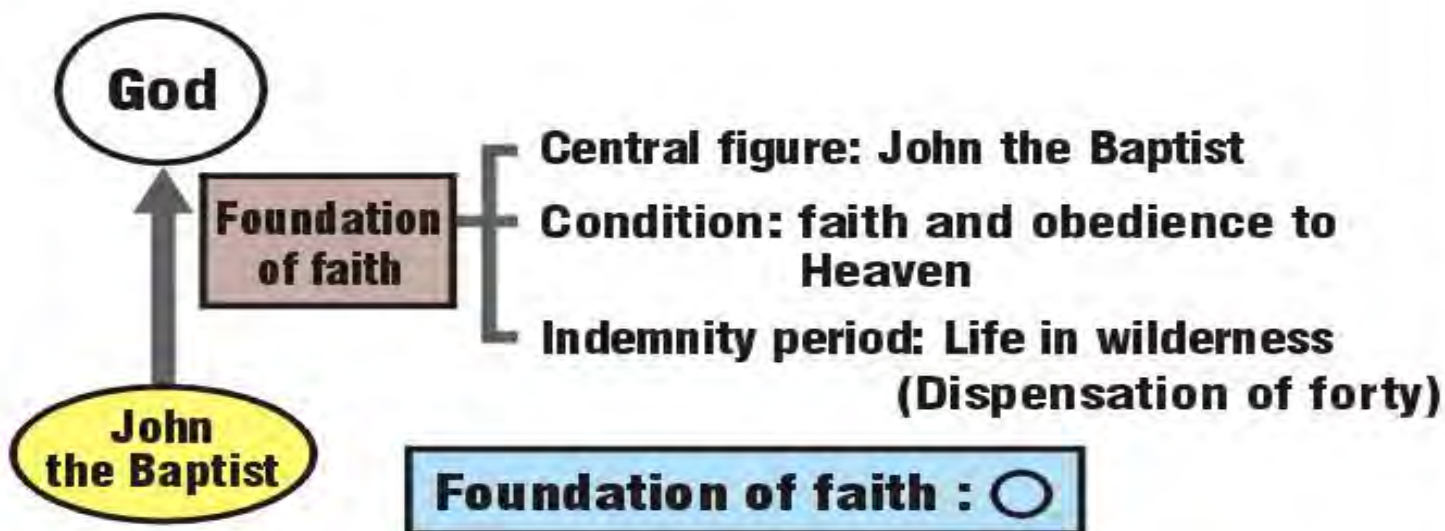 God
Foundation
of faith
Central figure: John the Baptist
Condition: faith and obedience to
Heaven
Indemnity period: Life in wilderness
(Dispensation of forty)
John
the Baptist
Foundation of faith : ○